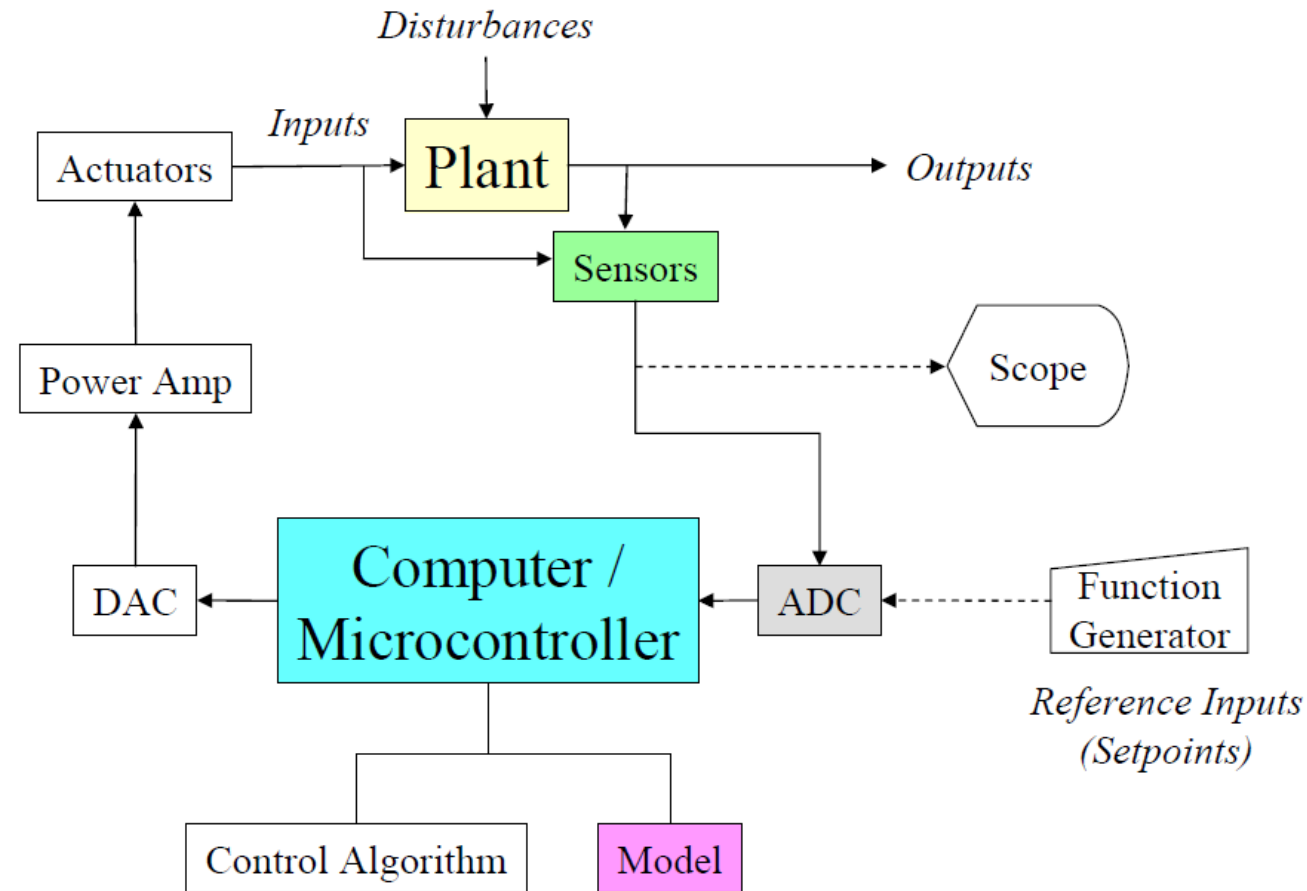 Disturbances
Inputs
Actuators
Plant
Outputs
Sensors
Power Amp
Scope
DAC
Computer /
Microcontroller
ADC
Function
Generator
Reference Inputs
(Setpoints)
Control Algorithm
Model